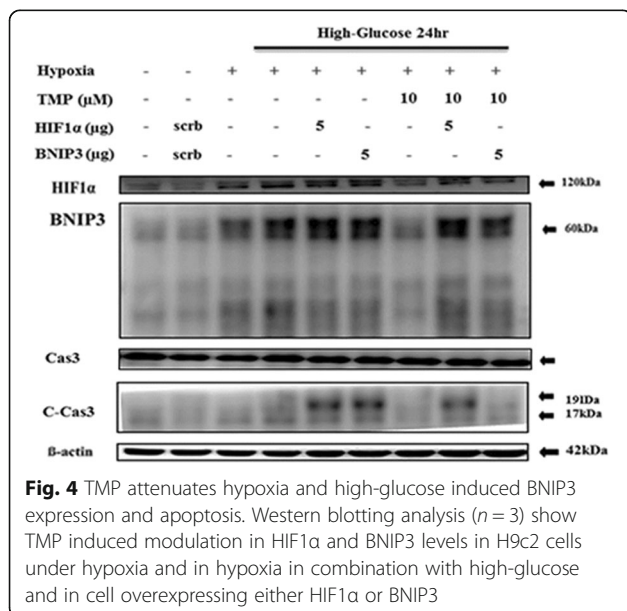 High-Glucose 24hr
Hypoxia - - + + + + + + +
TMP (µM) 10 10 10
HIF1α (µg) - scrb - - 5 - - 5 -
BNIP3 (µg) - scrb - - - 5 - - 5
HIF1α 120kDa
BNIP3 60kDa
Cas3
C-Cas3 19Da
17kDa
ß-actin 42kDa
Fig. 4 TMP attenuates hypoxia and high-glucose induced BNIP3
expression and apoptosis. Western blotting analysis (n = 3) show
TMP induced modulation in HIF1α and BNIP3 levels in H9c2 cells
under hypoxia and in hypoxia in combination with high-glucose
and in cell overexpressing either HIF1α or BNIP3